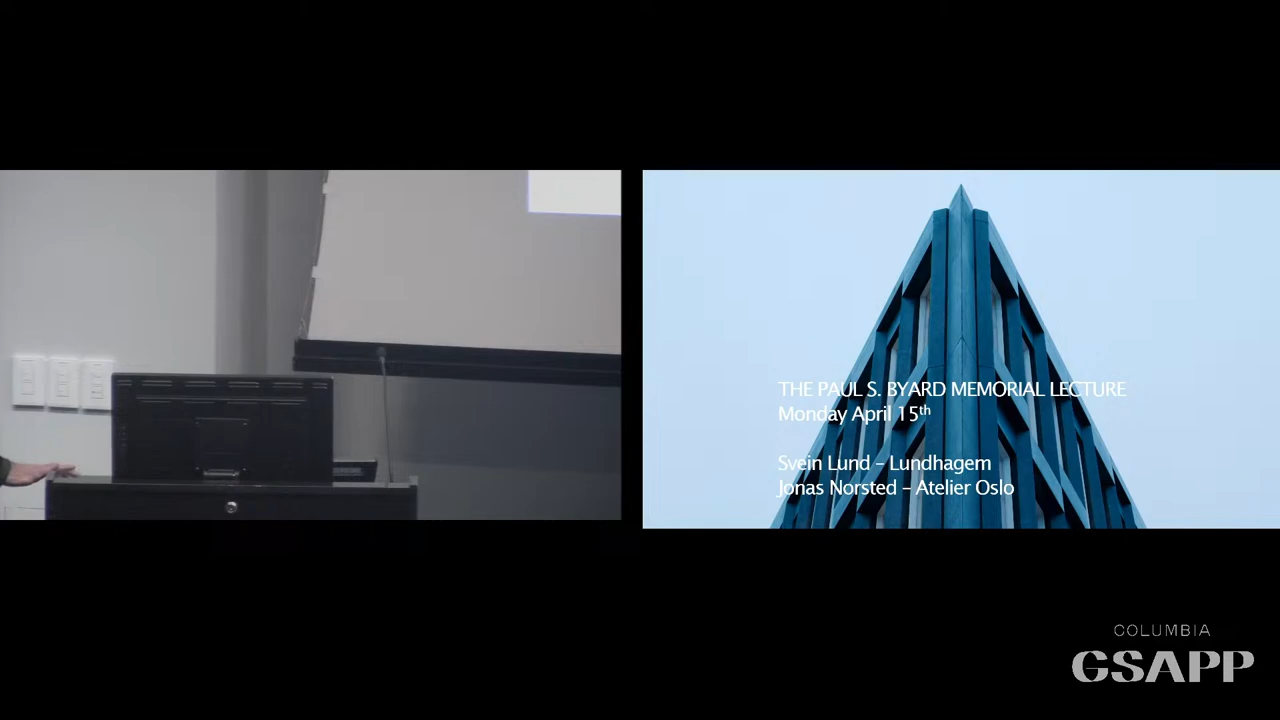 THE PAUL S. BYARD MEMORIAL LECTURE
Monday April 15th
Svein Lund – Lundhagem
Jonas Norsted – Atelier Oslo
COLUMBIA
GSAPP